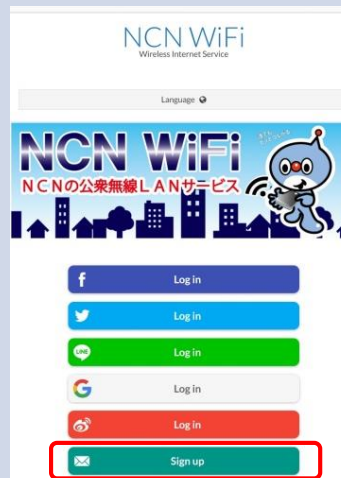 NCN WiFi
Wireless Internet Service
Language
NCN WiFi
NCNの公衆無線LANサービス
f Log in
Log in
LINE Log in
G Log in
Log in
Sign up